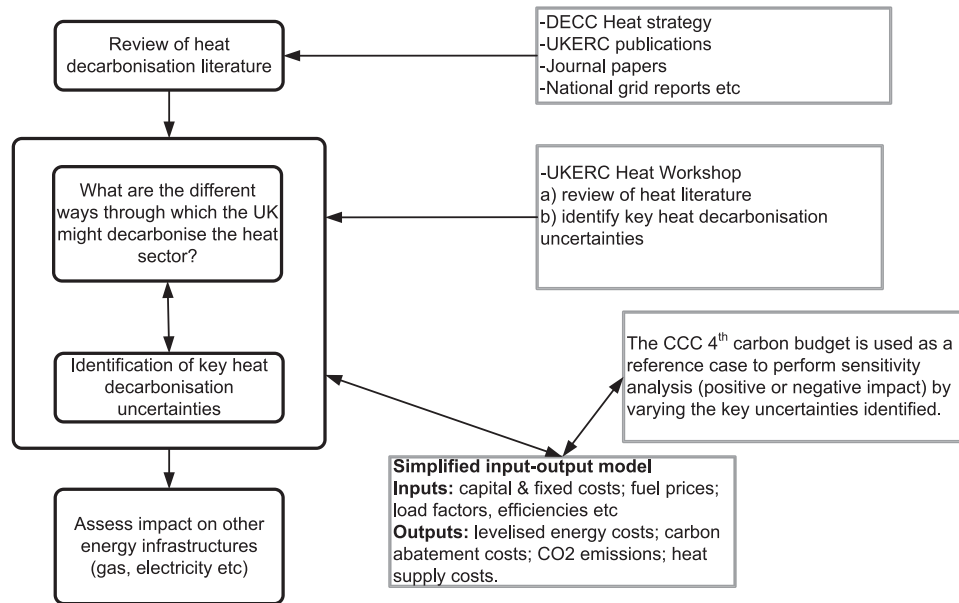 Review of heat
decarbonisation literature
-DECC Heat strategy
-UKERC publications
-Journal papers
-National grid reports etc
What are the different
ways through which the UK
might decarbonise the heat
sector?
-UKERC Heat Workshop
a) review of heat literature
b) identify key heat decarbonisation
uncertainties
Identification of key heat
decarbonisation
uncertainties
The CCC 4th carbon budget is used as a
reference case to perform sensitivity
analysis (positive or negative impact) by
varying the key uncertainties identified.
Simplified input-output model
Inputs: capital & fixed costs; fuel prices;
load factors, efficiencies etc
Outputs: levelised energy costs; carbon
abatement costs; CO2 emissions; heat
supply costs.
Assess impact on other
energy infrastructures
(gas, electricity etc)